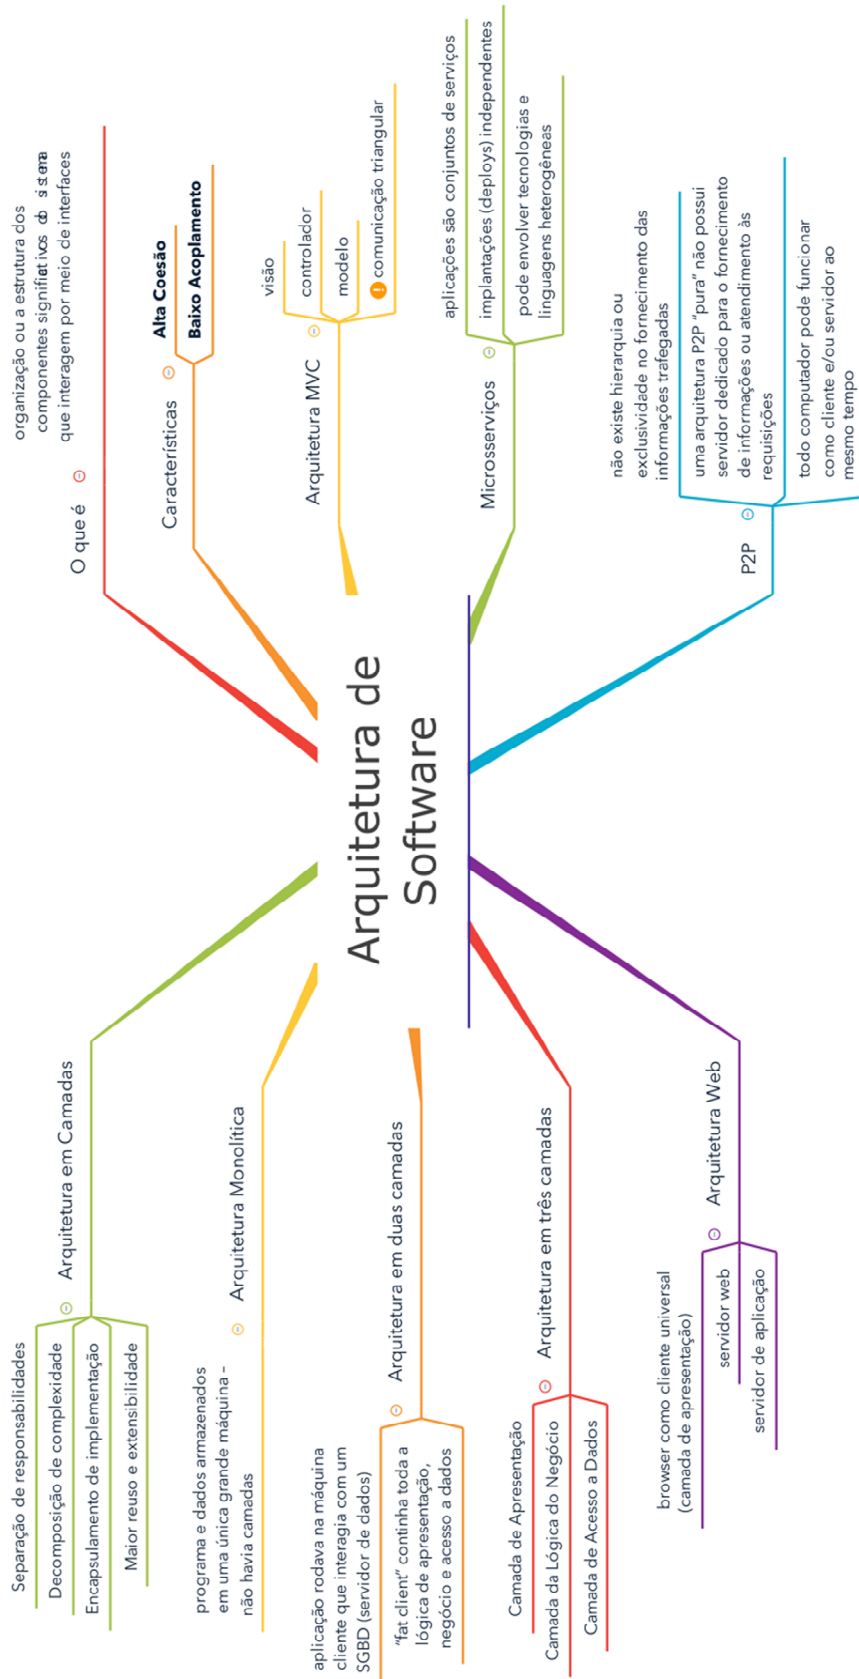 Arquitetura de
Software
O que é
organização ou a estrutura dos
componentes significativos do sistema
que interagem por meio de interfaces
Características
Alta Coesão
Baixo Acoplamento
Arquitetura MVC
visão
controlador
modelo
! comunicação triangular
Microsserviços
aplicações são conjuntos de serviços
implantações (deploys) independentes
pode envolver tecnologias e
linguagens heterogêneas
P2P
não existe hierarquia ou
exclusividade no fornecimento das
informações trafegadas
uma arquitetura P2P "pura" não possui
servidor dedicado para o fornecimento
de informações ou atendimento às
requisições
todo computador pode funcionar
como cliente e/ou servidor ao
mesmo tempo
Arquitetura em Camadas
Separação de responsabilidades
Decomposição de complexidade
Encapsulamento de implementação
Maior reuso e extensibilidade
Arquitetura Monolítica
programa e dados armazenados
em uma única grande máquina –
não havia camadas
Arquitetura em duas camadas
aplicação rodava na máquina
cliente que interagia com um
SGBD (servidor de dados)
"fat client" continha toda a
lógica de apresentação,
negócio e acesso a dados
Arquitetura em três camadas
Camada de Apresentação
Camada da Lógica do Negócio
Camada de Acesso a Dados
Arquitetura Web
browser como cliente universal
(camada de apresentação)
servidor web
servidor de aplicação